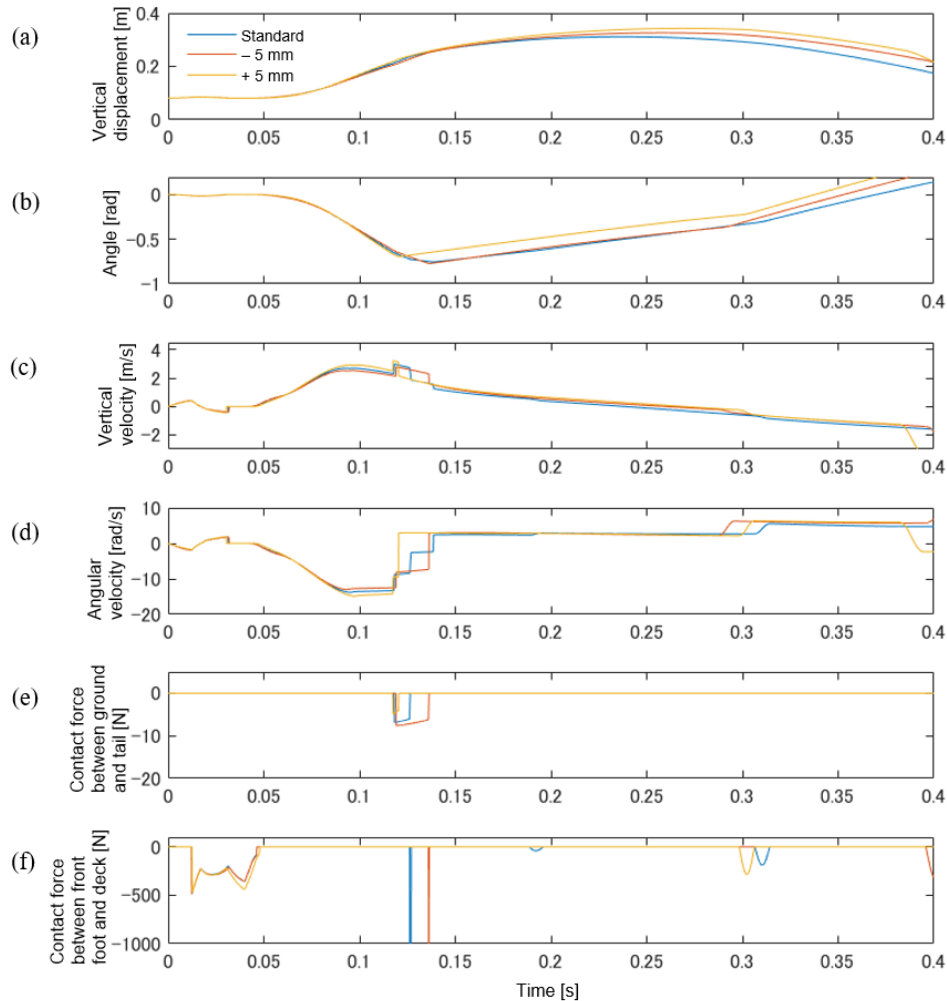 (a)
Vertical
displacement [m]
0.4
0.2
0
Standard
– 5 mm
+ 5 mm
0 0.05 0.1 0.15 0.2 0.25 0.3 0.35 0.4
(b)
Angle [rad]
0
−0.5
−1
0 0.05 0.1 0.15 0.2 0.25 0.3 0.35 0.4
(c)
Vertical
velocity [m/s]
4
2
0
−2
0 0.05 0.1 0.15 0.2 0.25 0.3 0.35 0.4
(d)
Angular
velocity [rad/s]
10
0
−10
−20
0 0.05 0.1 0.15 0.2 0.25 0.3 0.35 0.4
(e)
Contact force
between ground
and tail [N]
0
−10
−20
0 0.05 0.1 0.15 0.2 0.25 0.3 0.35 0.4
(f)
Contact force
between front
foot and deck [N]
0
−500
−1000
0 0.05 0.1 0.15 0.2 0.25 0.3 0.35 0.4
Time [s]